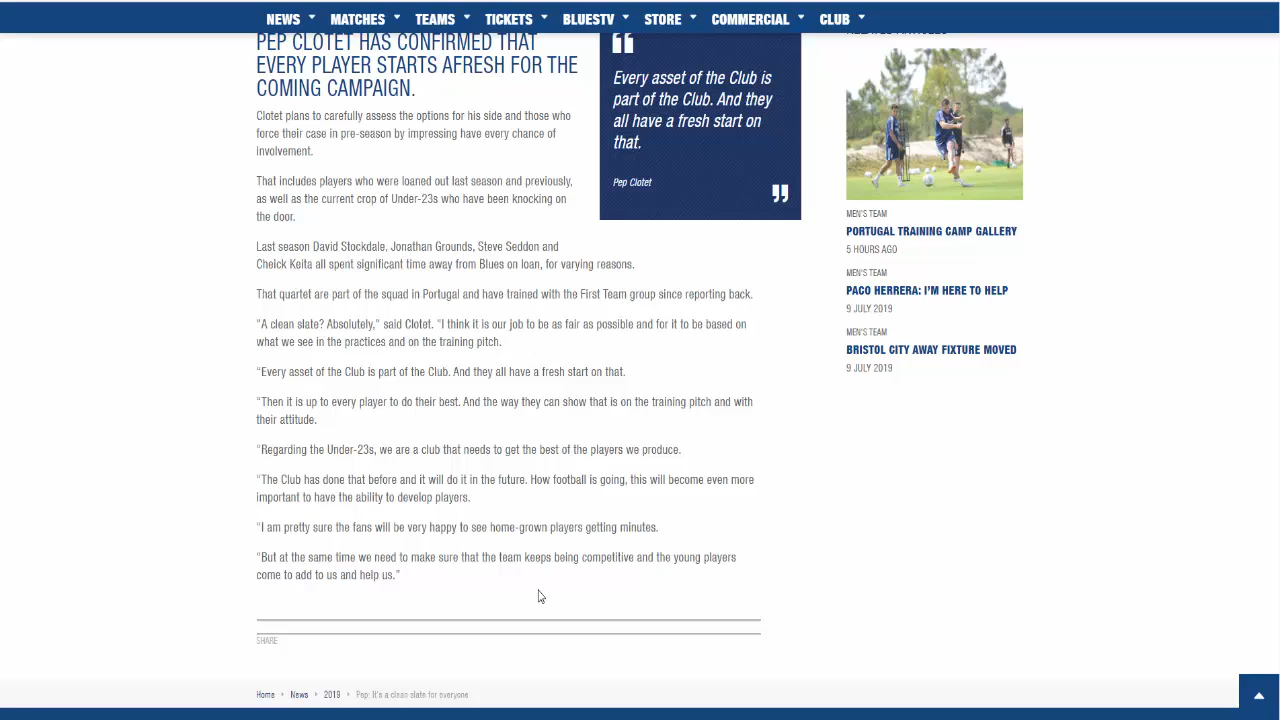 NEWS MATCHES TEAMS TICKETS BLUESTV STORE COMMERCIAL CLUB
PEP CLOTET HAS CONFIRMED THAT
EVERY PLAYER STARTS AFRESH FOR THE
COMING CAMPAIGN.
Clotet plans to carefully assess the options for his side and those who
force their case in pre-season by impressing have every chance of
involvement.
That includes players who were loaned out last season and previously,
as well as the current crop of Under-23s who have been knocking on
the door.
“
Every asset of the Club is
part of the Club. And they
all have a fresh start on
that.
Pep Clotet
”
Last season David Stockdale, Jonathan Grounds, Steve Seddon and
Cheick Keita all spent significant time away from Blues on loan, for varying reasons.
That quartet are part of the squad in Portugal and have trained with the First Team group since reporting back.
“A clean slate? Absolutely,” said Clotet. “I think it is our job to be as fair as possible and for it to be based on
what we see in the practices and on the training pitch.
“Every asset of the Club is part of the Club. And they all have a fresh start on that.
“Then it is up to every player to do their best. And the way they can show that is on the training pitch and with
their attitude.
“Regarding the Under-23s, we are a club that needs to get the best of the players we produce.
“The Club has done that before and it will do it in the future. How football is going, this will become even more
important to have the ability to develop players.
“I am pretty sure the fans will be very happy to see home-grown players getting minutes.
“But at the same time we need to make sure that the team keeps being competitive and the young players
come to add to us and help us.”
SHARE
MEN'S TEAM
PORTUGAL TRAINING CAMP GALLERY
5 HOURS AGO
MEN'S TEAM
PACO HERRERA: I'M HERE TO HELP
9 JULY 2019
MEN'S TEAM
BRISTOL CITY AWAY FIXTURE MOVED
9 JULY 2019
Home News 2019 Pep: It's a clean slate for everyone